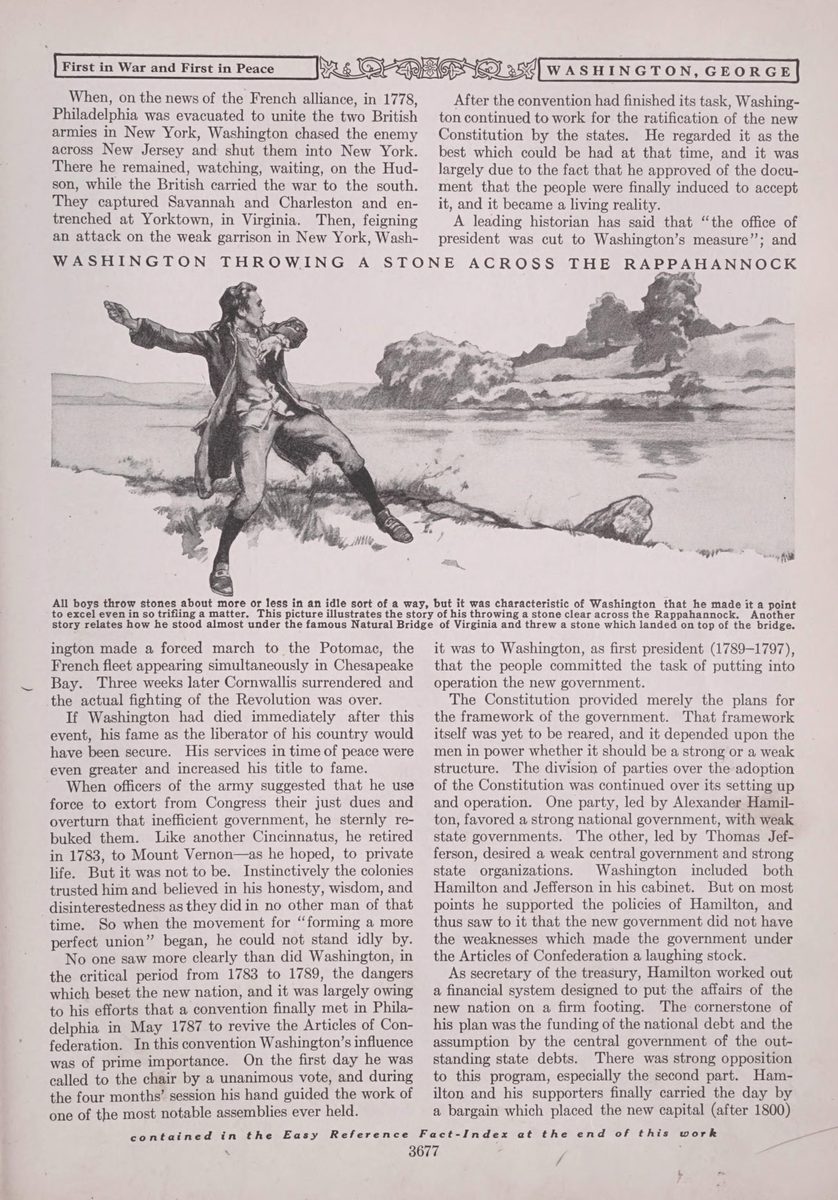 First in War and First in Peace
WASHINGTON, GEORGE
When, on the news of the French alliance, in 1778,
Philadelphia was evacuated to unite the two British
armies in New York, Washington chased the enemy
across New Jersey and shut them into New York.
There he remained, watching, waiting, on the Hud-
son, while the British carried the war to the south.
They captured Savannah and Charleston and en-
trenched at Yorktown, in Virginia. Then, feigning
an attack on the weak garrison in New York, Wash-
After the convention had finished its task, Washing-
ton continued to work for the ratification of the new
Constitution by the states. He regarded it as the
best which could be had at that time, and it was
largely due to the fact that he approved of the docu-
ment that the people were finally induced to accept
it, and it became a living reality.
A leading historian has said that "the office of
president was cut to Washington's measure"; and
WASHINGTON THROWING A STONE ACROSS THE RAPPAHANNOCK
All boys throw stones about more or less in an idle sort of a way, but it was characteristic of Washington that he made it a point
to excel even in so trifling a matter. This picture illustrates the story of his throwing a stone clear across the Rappahannock. Another
story relates how he stood almost under the famous Natural Bridge of Virginia and threw a stone which landed on top of the bridge.
ington made a forced march to the Potomac, the
French fleet appearing simultaneously in Chesapeake
Bay. Three weeks later Cornwallis surrendered and
the actual fighting of the Revolution was over.
If Washington had died immediately after this
event, his fame as the liberator of his country would
have been secure. His services in time of peace were
even greater and increased his title to fame.
When officers of the army suggested that he use
force to extort from Congress their just dues and
overturn that inefficient government, he sternly re-
buked them. Like another Cincinnatus, he retired
in 1783, to Mount Vernon—as he hoped, to private
life. But it was not to be. Instinctively the colonies
trusted him and believed in his honesty, wisdom, and
disinterestedness as they did in no other man of that
time. So when the movement for "forming a more
perfect union" began, he could not stand idly by.
No one saw more clearly than did Washington, in
the critical period from 1783 to 1789, the dangers
which beset the new nation, and it was largely owing
to his efforts that a convention finally met in Phila-
delphia in May 1787 to revive the Articles of Con-
federation. In this convention Washington's influence
was of prime importance. On the first day he was
called to the chair by a unanimous vote, and during
the four months' session his hand guided the work of
one of the most notable assemblies ever held.
it was to Washington, as first president (1789–1797),
that the people committed the task of putting into
operation the new government.
The Constitution provided merely the plans for
the framework of the government. That framework
itself was yet to be reared, and it depended upon the
men in power whether it should be a strong or a weak
structure. The division of parties over the adoption
of the Constitution was continued over its setting up
and operation. One party, led by Alexander Hamil-
ton, favored a strong national government, with weak
state governments. The other, led by Thomas Jef-
ferson, desired a weak central government and strong
state organizations. Washington included both
Hamilton and Jefferson in his cabinet. But on most
points he supported the policies of Hamilton, and
thus saw to it that the new government did not have
the weaknesses which made the government under
the Articles of Confederation a laughing stock.
As secretary of the treasury, Hamilton worked out
a financial system designed to put the affairs of the
new nation on a firm footing. The cornerstone of
his plan was the funding of the national debt and the
assumption by the central government of the out-
standing state debts. There was strong opposition
to this program, especially the second part. Ham-
ilton and his supporters finally carried the day by
a bargain which placed the new capital (after 1800)
contained in the Easy Reference Fact-Index at the end of this work
3677